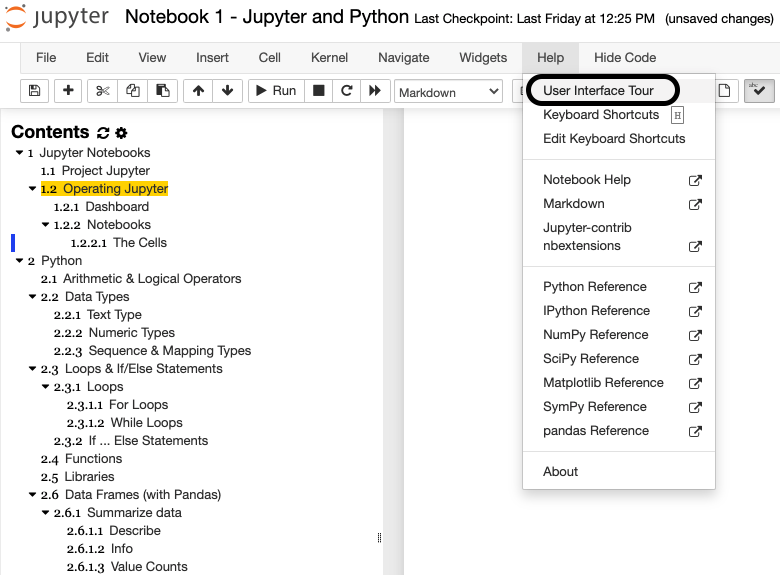 jupyter Notebook 1 - Jupyter and Python Last Checkpoint: Last Friday at 12:25 PM (unsaved changes)
File Edit View Insert Cell Kernel Navigate Widgets Help Hide Code
Run Markdown abc
Contents
1 Jupyter Notebooks
1.1 Project Jupyter
1.2 Operating Jupyter
1.2.1 Dashboard
1.2.2 Notebooks
1.2.2.1 The Cells
2 Python
2.1 Arithmetic & Logical Operators
2.2 Data Types
2.2.1 Text Type
2.2.2 Numeric Types
2.2.3 Sequence & Mapping Types
2.3 Loops & If/Else Statements
2.3.1 Loops
2.3.1.1 For Loops
2.3.1.2 While Loops
2.3.2 If ... Else Statements
2.4 Functions
2.5 Libraries
2.6 Data Frames (with Pandas)
2.6.1 Summarize data
2.6.1.1 Describe
2.6.1.2 Info
2.6.1.3 Value Counts
User Interface Tour
Keyboard Shortcuts H
Edit Keyboard Shortcuts
Notebook Help
Markdown
Jupyter-contrib
nbextensions
Python Reference
IPython Reference
NumPy Reference
SciPy Reference
Matplotlib Reference
SymPy Reference
pandas Reference
About